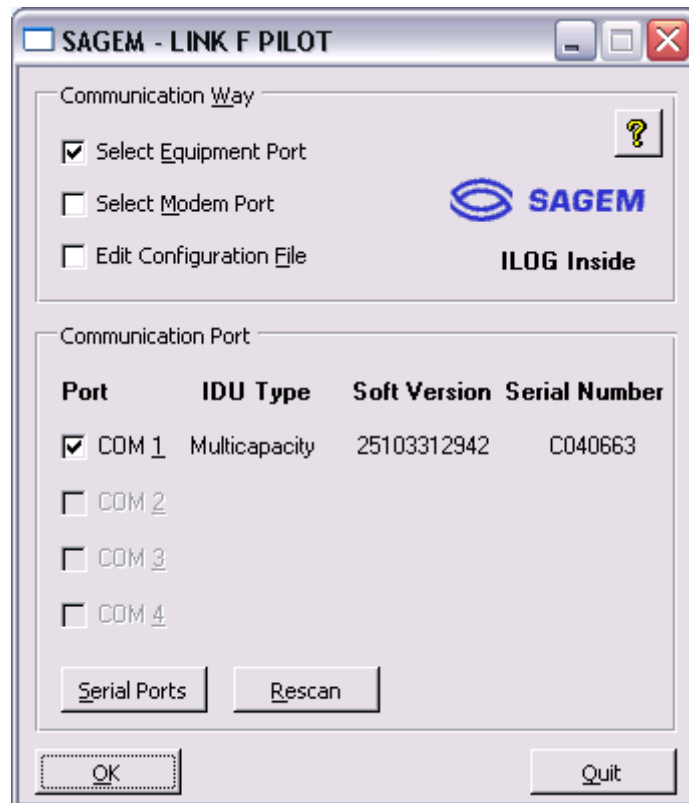 SAGEM - LINK F PILOT
Communication Way
?
Select Equipment Port
Select Modem Port
SAGEM
Edit Configuration File
ILOG Inside
Communication Port
Port IDU Type Soft Version Serial Number
COM 1 Multicapacity 25103312942 C040663
COM 2
COM 3
COM 4
Serial Ports Rescan
OK Quit